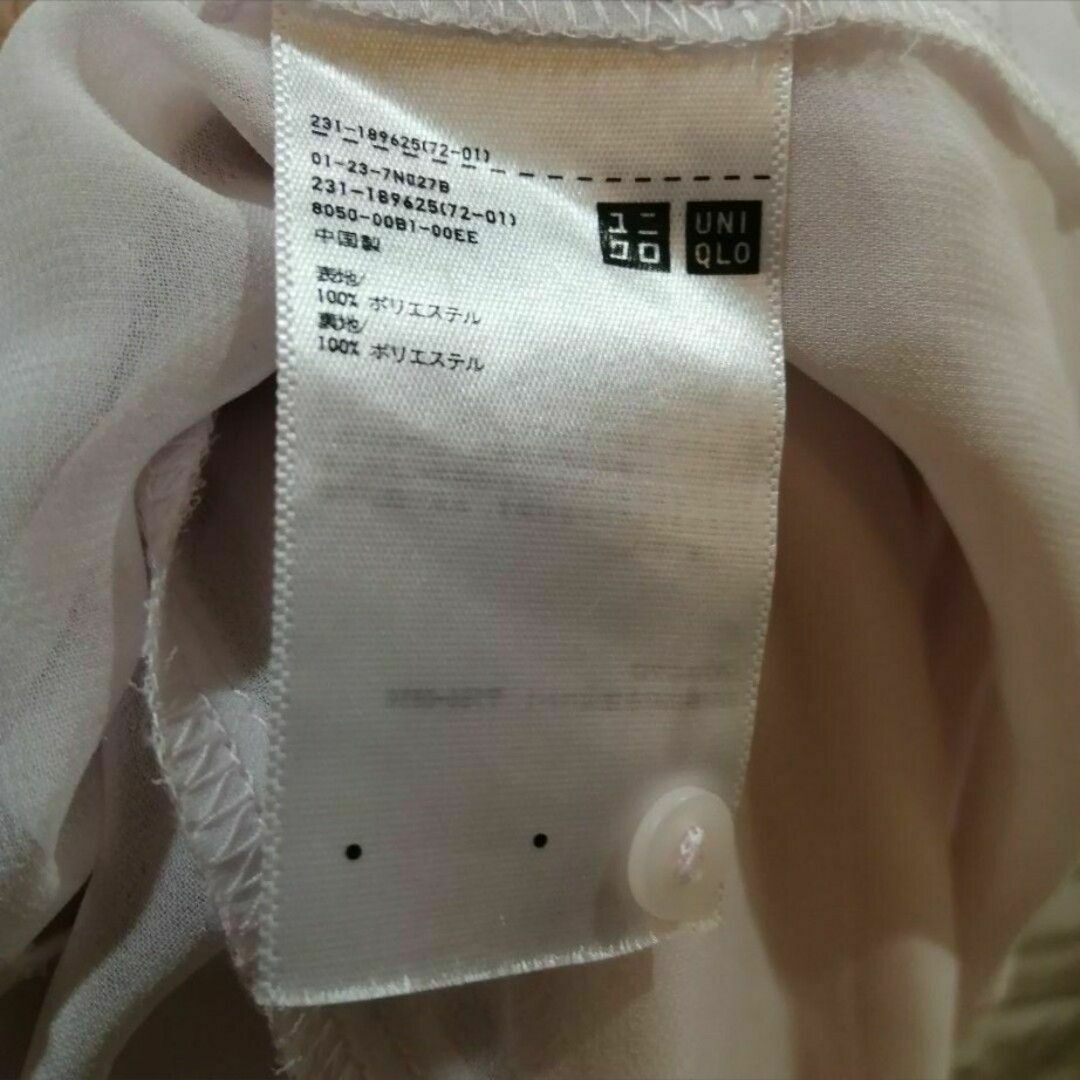 231-189625(72-01)
01-23-7N027B
231-189625(72-01)
8050-00B1-00EE
中国製
ユニ
クロ
UNI
QLO
表地/
100% ポリエステル
裏地/
100% ポリエステル